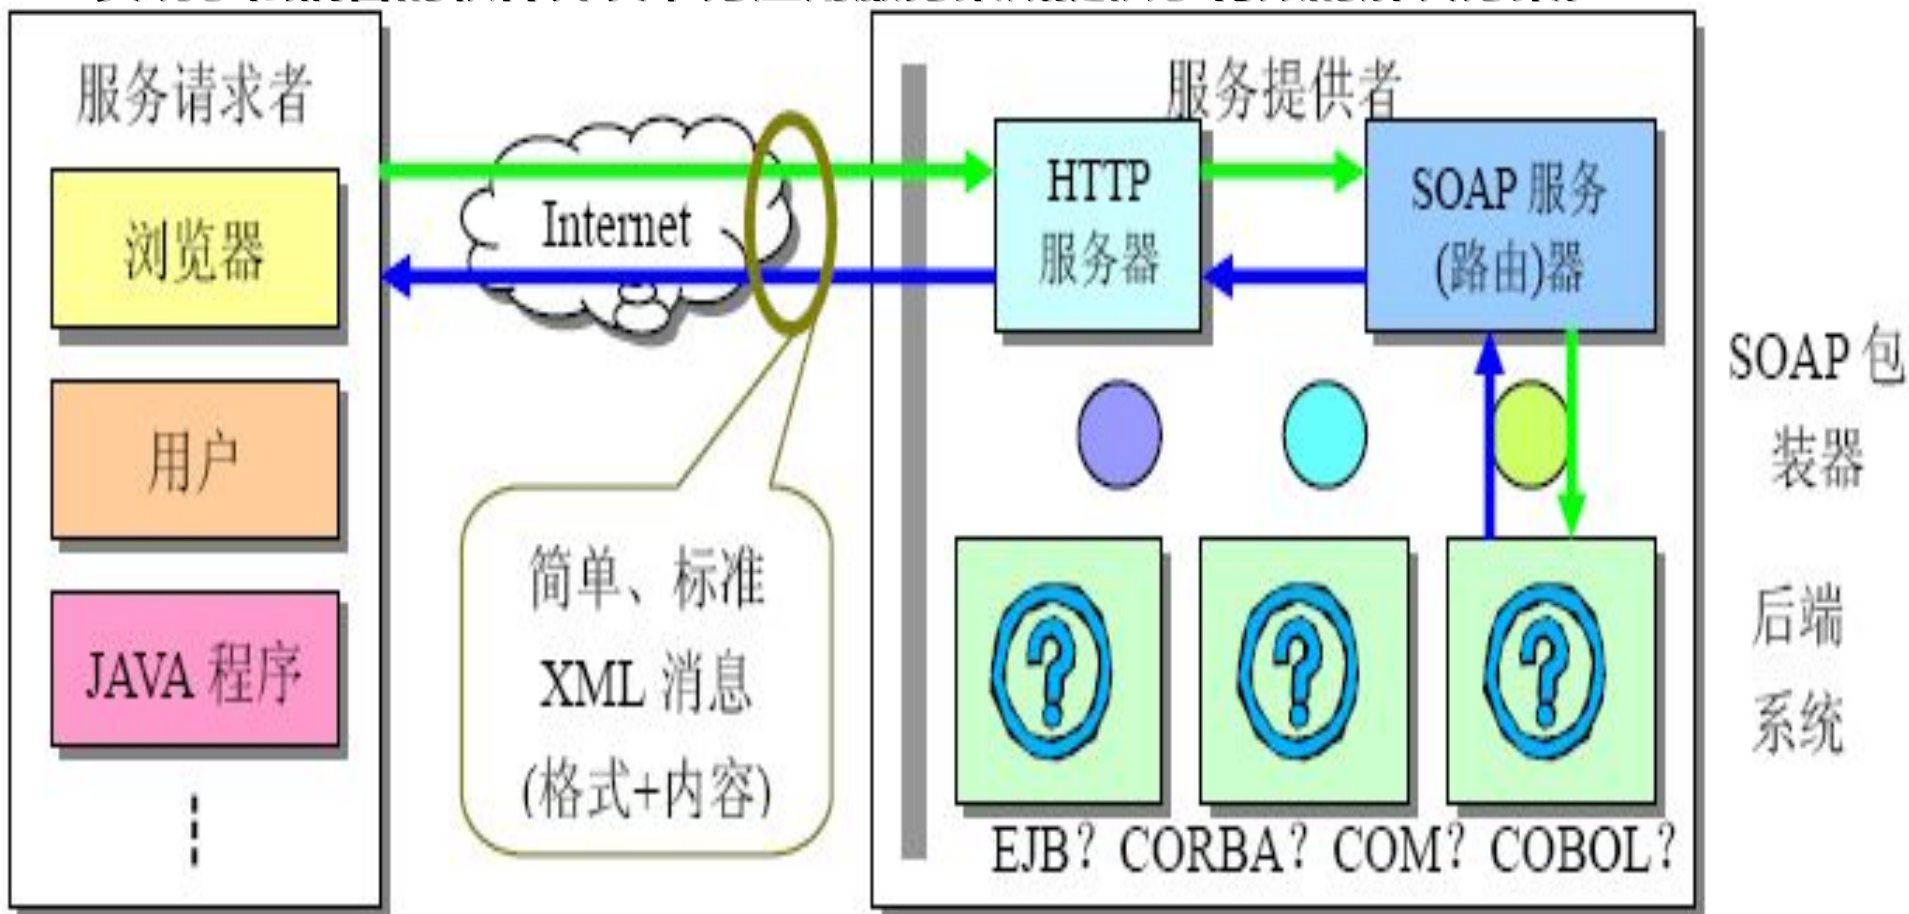 服务请求者
浏览器
用户
JAVA 程序
Internet
简单、标准
XML 消息
(格式+内容)
服务提供者
HTTP
服务器
SOAP 服务
(路由)器
SOAP 包
装器
后端
系统
EJB？CORBA？COM？COBOL？